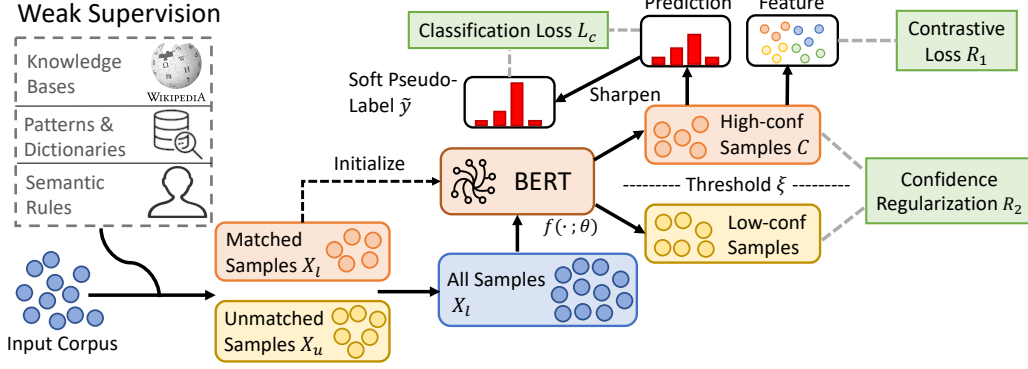 Weak Supervision
Knowledge
Bases
WIKIPEDIA
Patterns &
Dictionaries
Semantic
Rules
Input Corpus
Matched
Samples X_l
Unmatched
Samples X_u
Initialize
All Samples
X_l
BERT
f(· ; θ)
Classification Loss L_c
Soft Pseudo-
Label ỹ
Sharpen
Prediction
Feature
Contrastive
Loss R_1
High-conf
Samples C
Threshold ξ
Low-conf
Samples
Confidence
Regularization R_2